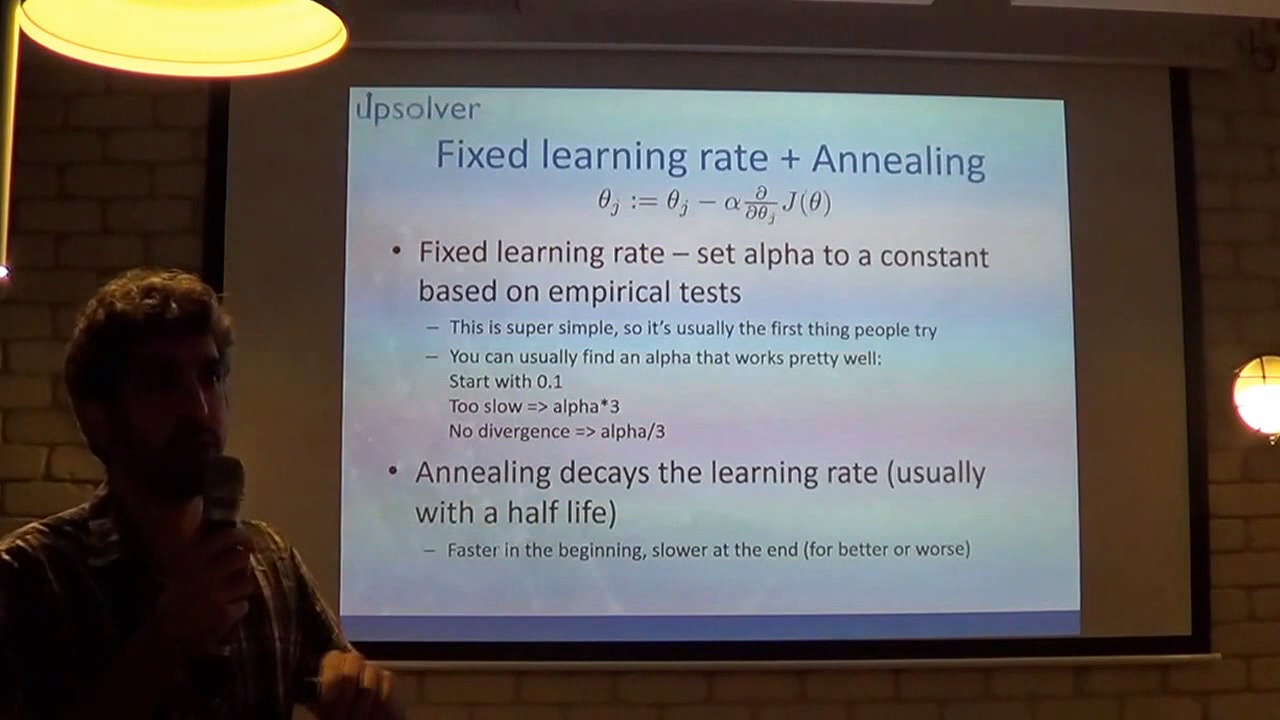 upsolver
Fixed learning rate + Annealing
θ_j := θ_j − α ∂/∂θ_j J(θ)
• Fixed learning rate – set alpha to a constant
based on empirical tests
– This is super simple, so it's usually the first thing people try
– You can usually find an alpha that works pretty well:
Start with 0.1
Too slow => alpha*3
No divergence => alpha/3
• Annealing decays the learning rate (usually
with a half life)
– Faster in the beginning, slower at the end (for better or worse)